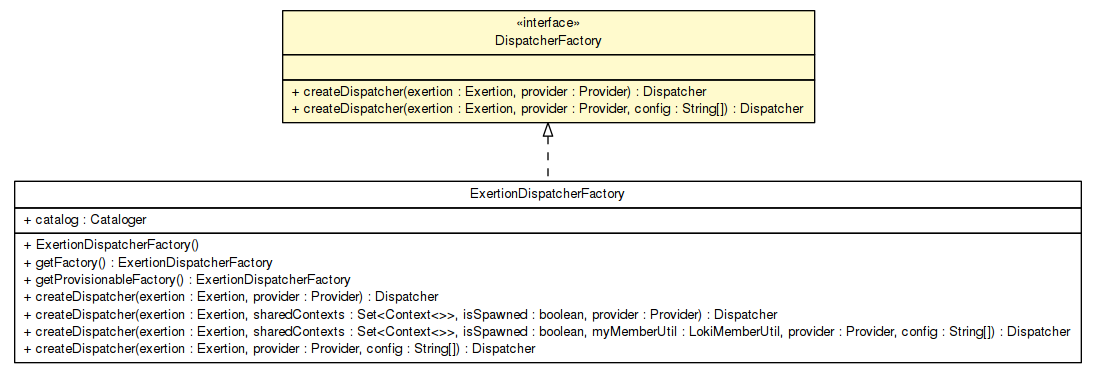 «interface»
DispatcherFactory
+ createDispatcher(exertion : Exertion, provider : Provider) : Dispatcher
+ createDispatcher(exertion : Exertion, provider : Provider, config : String[]) : Dispatcher
ExertionDispatcherFactory
+ catalog : Cataloger
+ ExertionDispatcherFactory()
+ getFactory() : ExertionDispatcherFactory
+ getProvisionableFactory() : ExertionDispatcherFactory
+ createDispatcher(exertion : Exertion, provider : Provider) : Dispatcher
+ createDispatcher(exertion : Exertion, sharedContexts : Set<Context<>>, isSpawned : boolean, provider : Provider) : Dispatcher
+ createDispatcher(exertion : Exertion, sharedContexts : Set<Context<>>, isSpawned : boolean, myMemberUtil : LokiMemberUtil, provider : Provider, config : String[]) : Dispatcher
+ createDispatcher(exertion : Exertion, provider : Provider, config : String[]) : Dispatcher